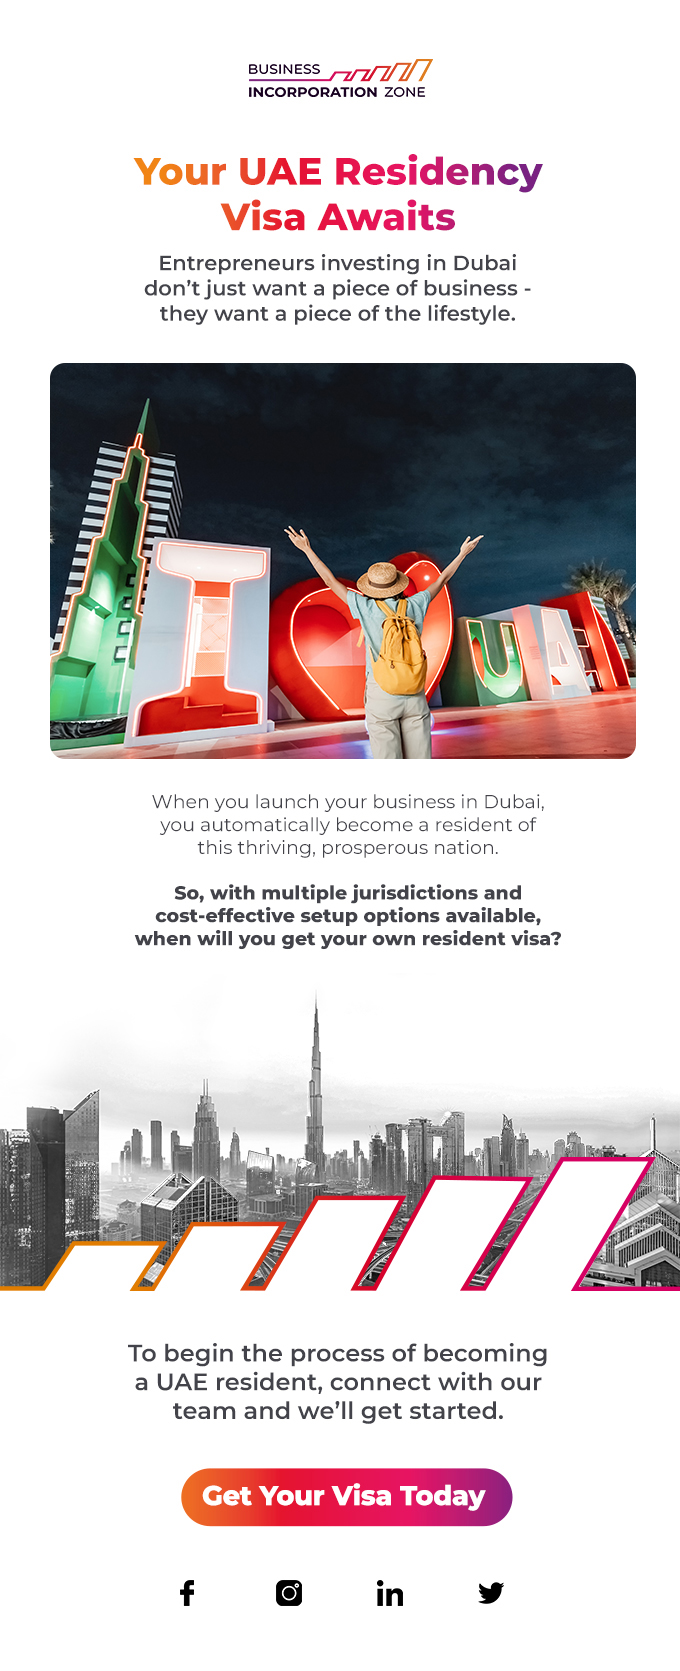 BUSINESS
INCORPORATION ZONE
Your UAE Residency
Visa Awaits
Entrepreneurs investing in Dubai
don’t just want a piece of business -
they want a piece of the lifestyle.
I UAE
When you launch your business in Dubai,
you automatically become a resident of
this thriving, prosperous nation.
So, with multiple jurisdictions and
cost-effective setup options available,
when will you get your own resident visa?
To begin the process of becoming
a UAE resident, connect with our
team and we’ll get started.
Get Your Visa Today